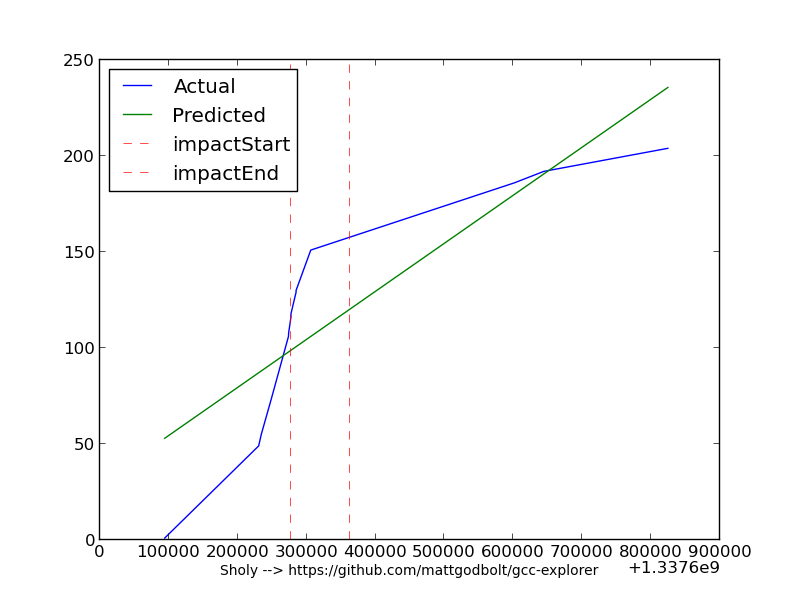 250
200
150
100
50
0
Actual
Predicted
impactStart
impactEnd
0 100000 200000 300000 400000 500000 600000 700000 800000 900000
Sholy --> https://github.com/mattgodbolt/gcc-explorer +1.3376e9